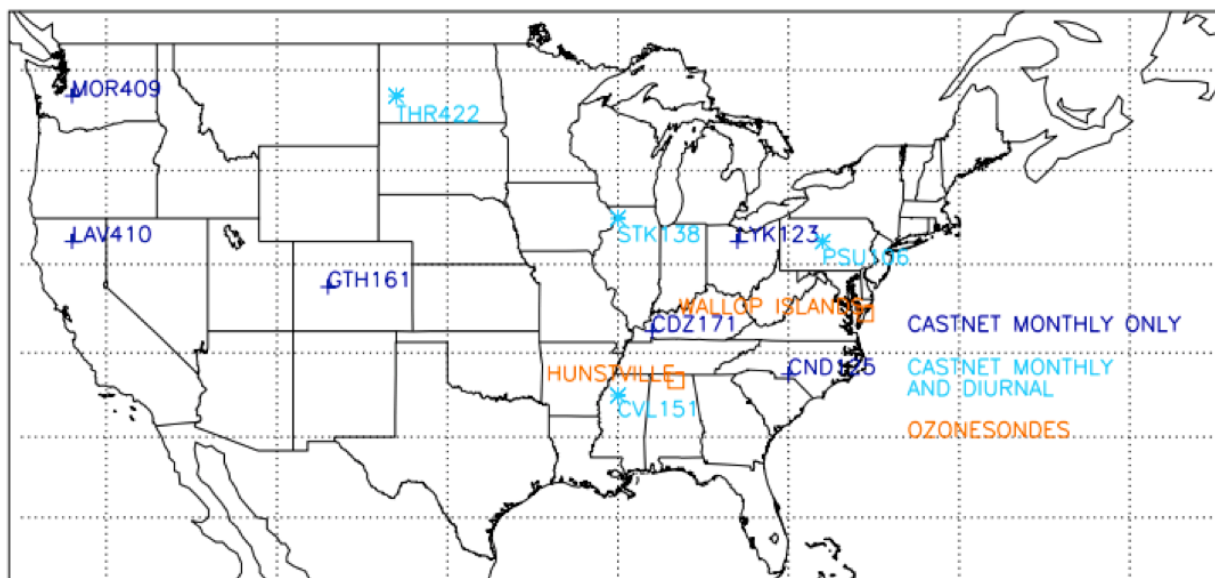 MOR409
THR422
LAV410
STK138
LYK123
PSU106
GTH161
WALLOP ISLANDS
CDZ171
CASTNET MONTHLY ONLY
HUNSTVILLE
CND125
CASTNET MONTHLY
AND DIURNAL
CVL151
OZONESONDES